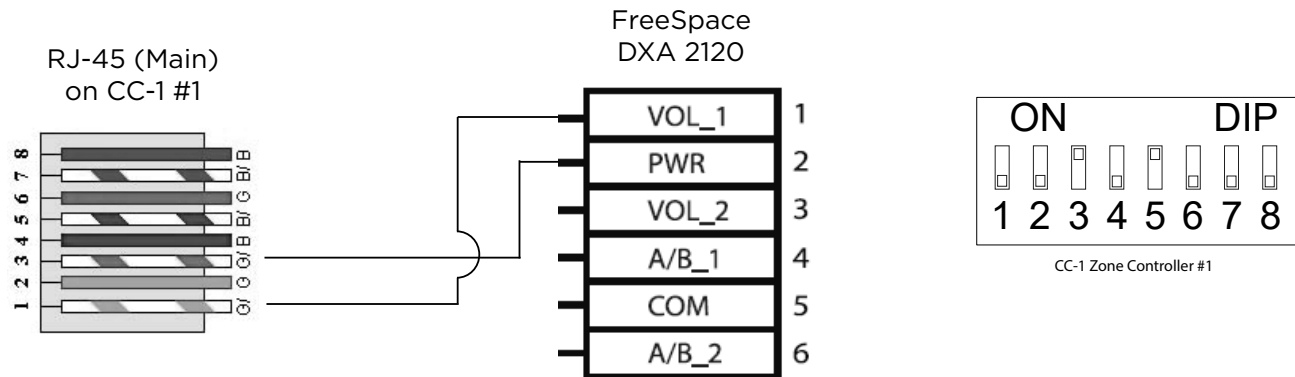 RJ-45 (Main)
on CC-1 #1
8 B
7 B/
6 G
5 B/
4 B
3 G/
2 O
1 O/
FreeSpace
DXA 2120
VOL_1 1
PWR 2
VOL_2 3
A/B_1 4
COM 5
A/B_2 6
ON DIP
1 2 3 4 5 6 7 8
CC-1 Zone Controller #1